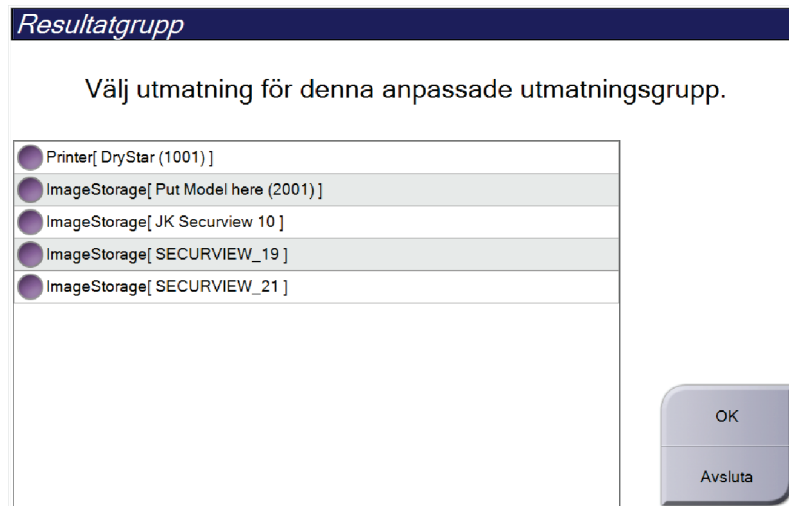 Resultatgrupp
Välj utmatning för denna anpassade utmatningsgrupp.
Printer[ DryStar (1001) ]
ImageStorage[ Put Model here (2001) ]
ImageStorage[ JK Securview 10 ]
ImageStorage[ SECURVIEW_19 ]
ImageStorage[ SECURVIEW_21 ]
OK
Avsluta